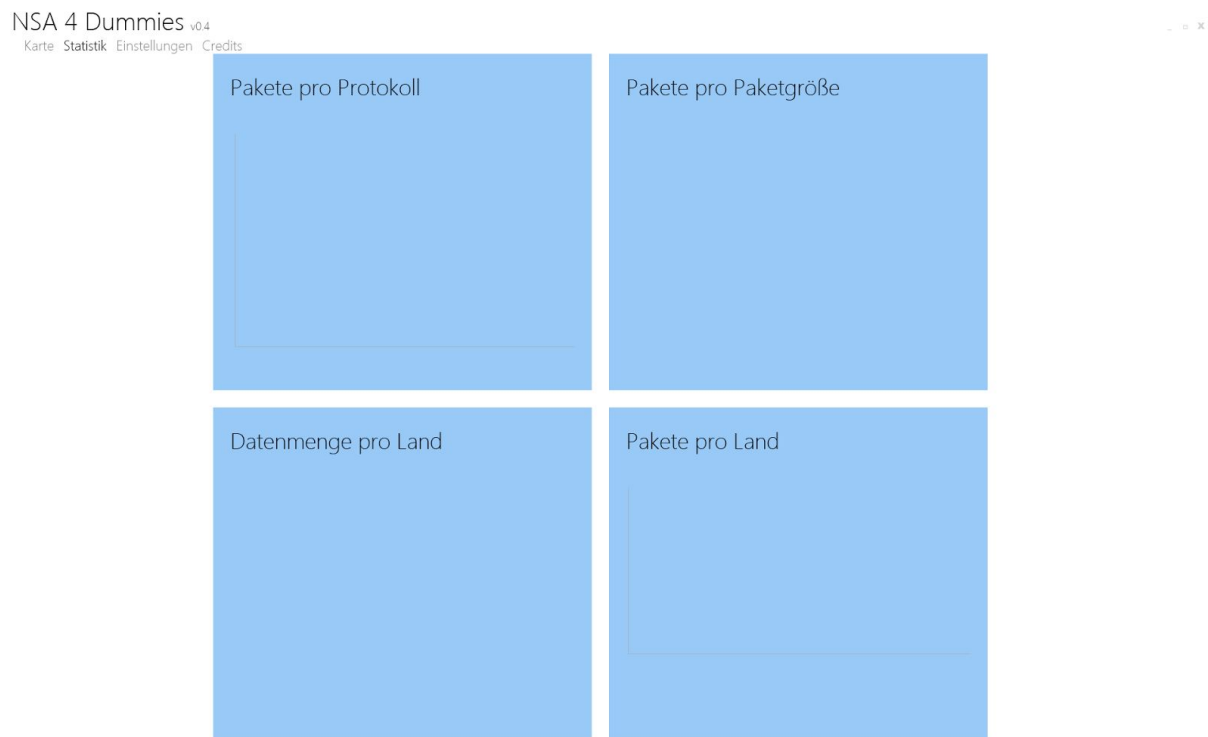 NSA 4 Dummies v0.4
Karte Statistik Einstellungen Credits
Pakete pro Protokoll
Pakete pro Paketgröße
Datenmenge pro Land
Pakete pro Land